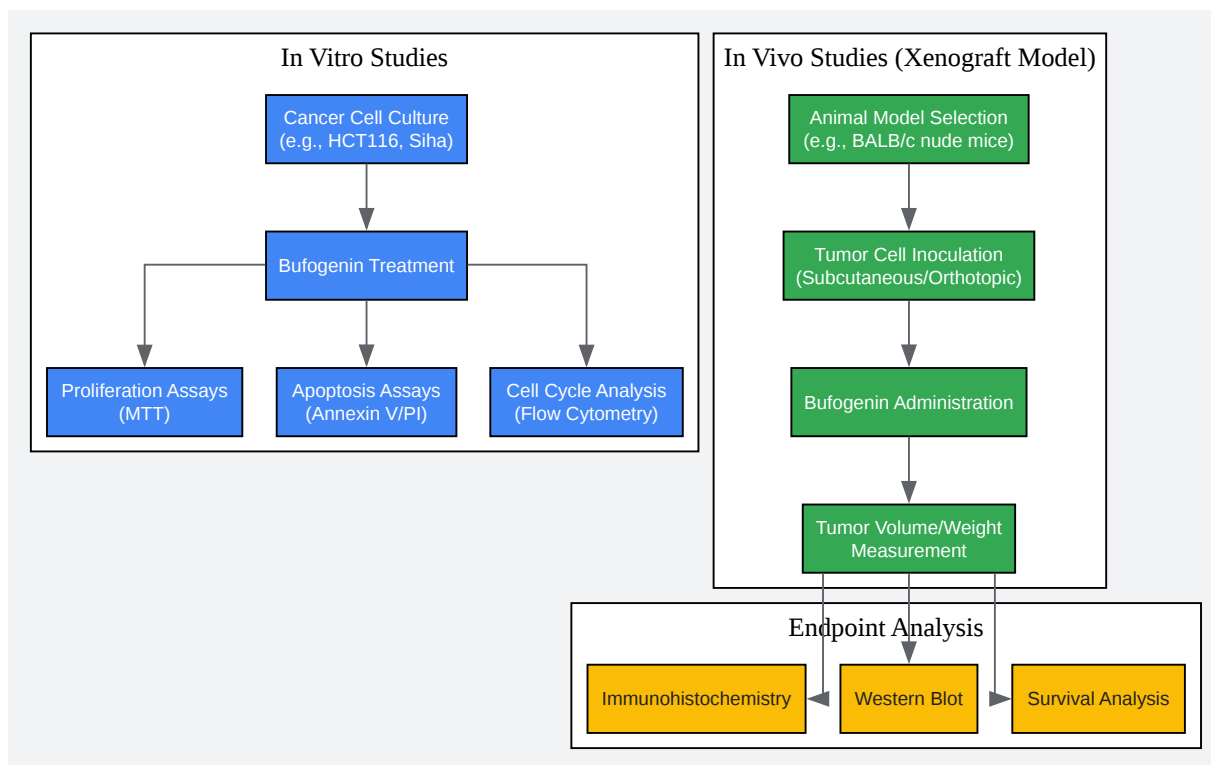 In Vitro Studies
Cancer Cell Culture
(e.g., HCT116, Siha)
Bufogenin Treatment
Proliferation Assays
(MTT)
Apoptosis Assays
(Annexin V/PI)
Cell Cycle Analysis
(Flow Cytometry)
In Vivo Studies (Xenograft Model)
Animal Model Selection
(e.g., BALB/c nude mice)
Tumor Cell Inoculation
(Subcutaneous/Orthotopic)
Bufogenin Administration
Tumor Volume/Weight
Measurement
Endpoint Analysis
Immunohistochemistry
Western Blot
Survival Analysis